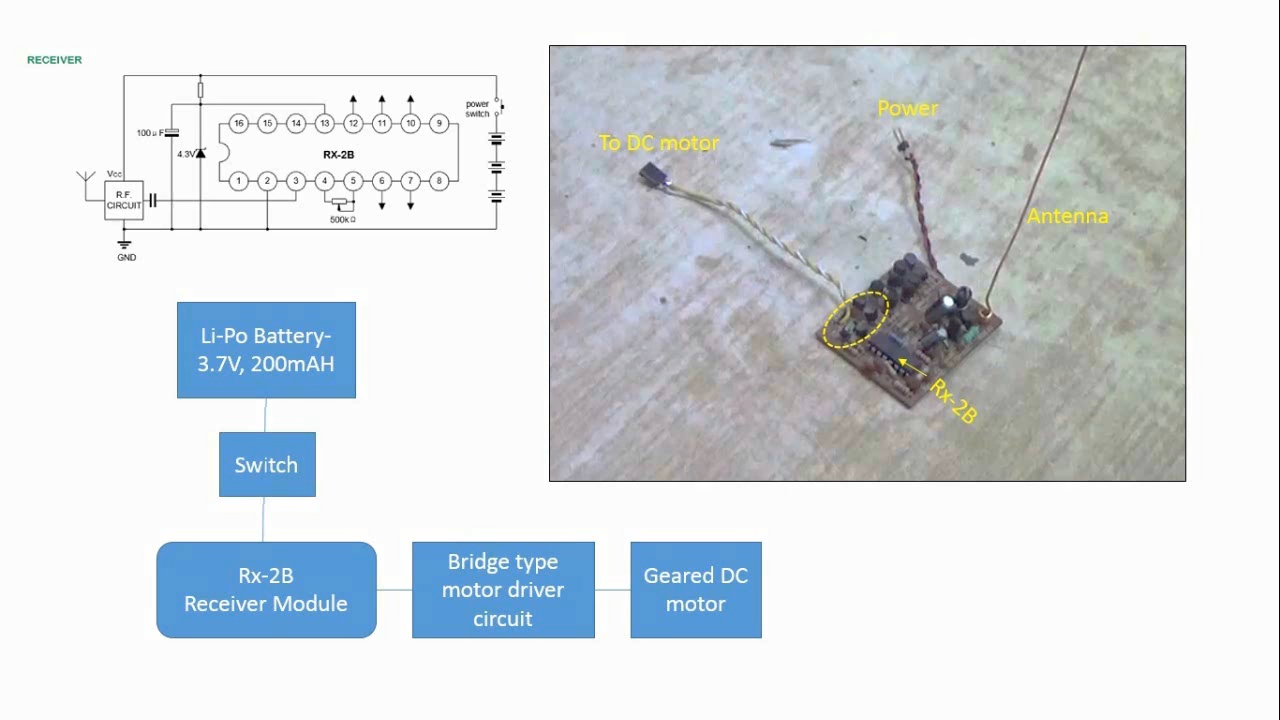 RECEIVER
power
switch
100μF
16 15 14 13 12 11 10 9
4.3V
RX-2B
Vcc
R.F.
CIRCUIT
1 2 3 4 5 6 7 8
500kΩ
GND
Power
To DC motor
Antenna
Rx-2B
Li-Po Battery-
3.7V, 200mAH
Switch
Rx-2B
Receiver Module
Bridge type
motor driver
circuit
Geared DC
motor